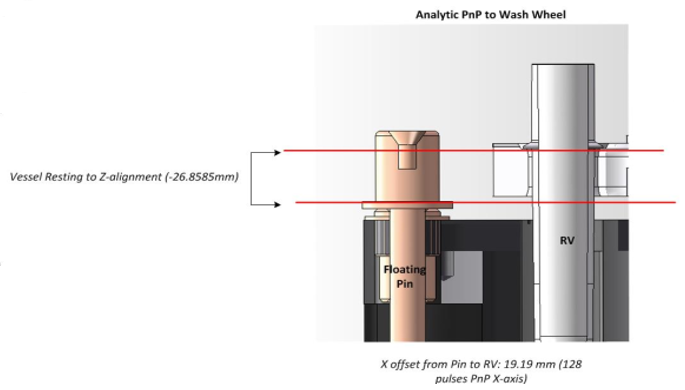 Analytic PnP to Wash Wheel
Vessel Resting to Z-alignment (-26.8585mm)
RV
Floating
Pin
X offset from Pin to RV: 19.19 mm (128
pulses PnP X-axis)